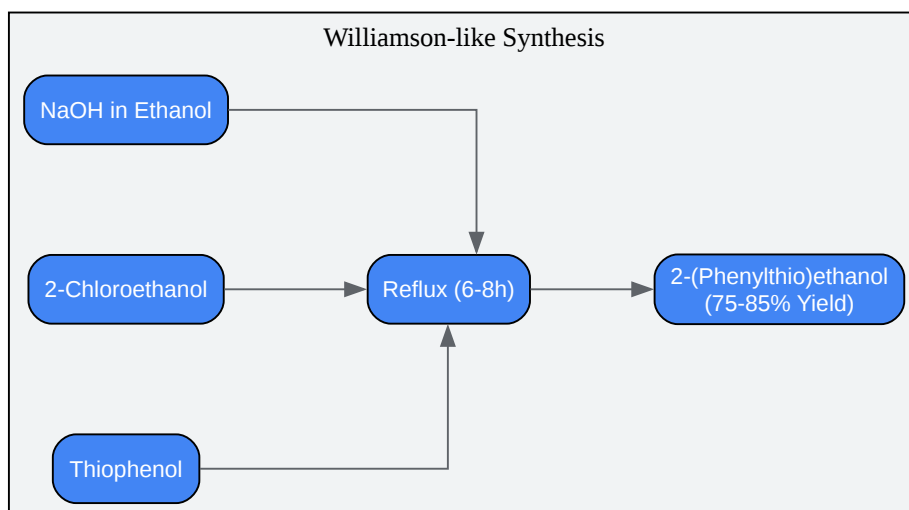 Williamson-like Synthesis
NaOH in Ethanol
2-Chloroethanol
Reflux (6-8h)
2-(Phenylthio)ethanol
(75-85% Yield)
Thiophenol